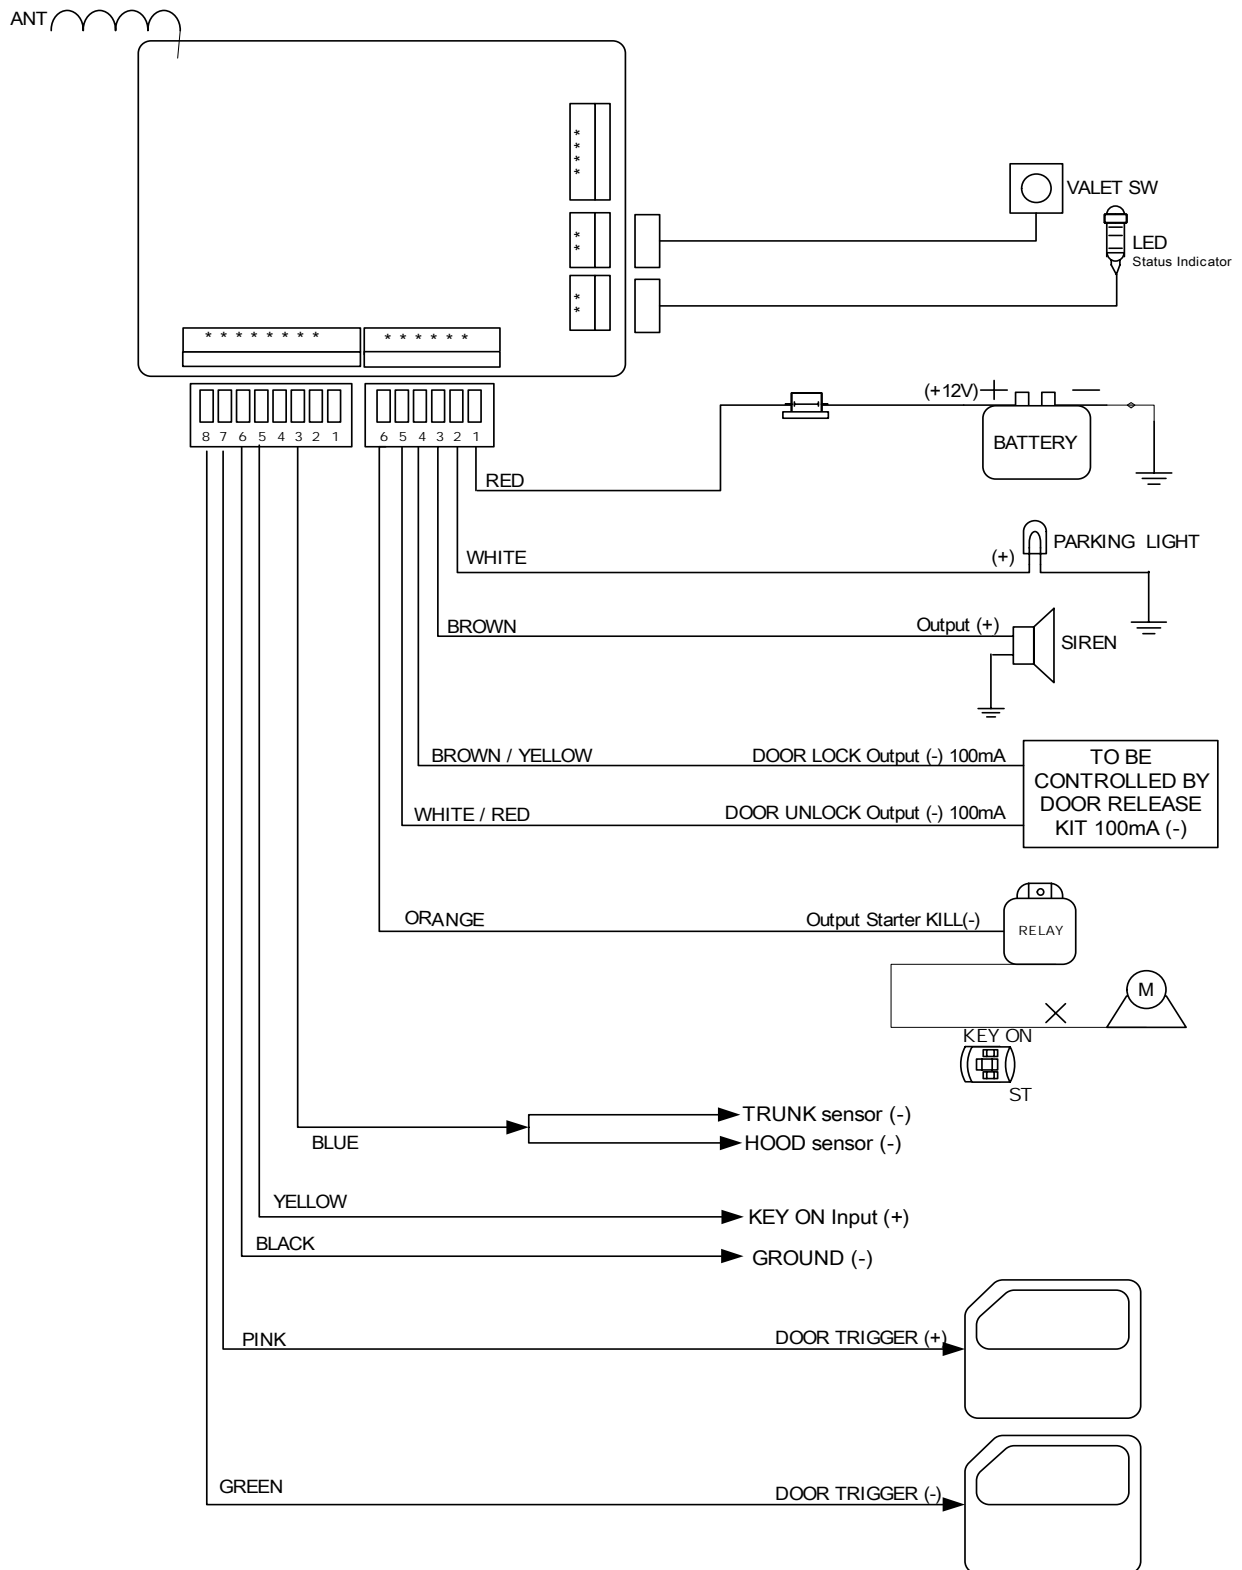 ANT
* * * *
VALET SW
* *
LED
Status Indicator
* *
* * * * * * * *
* * * * * *
(+12V)
8 7 6 5 4 3 2 1
6 5 4 3 2 1
BATTERY
RED
PARKING LIGHT
WHITE
(+)
BROWN
Output (+)
SIREN
BROWN / YELLOW
DOOR LOCK Output (-) 100mA
TO BE
CONTROLLED BY
DOOR RELEASE
KIT 100mA (-)
WHITE / RED
DOOR UNLOCK Output (-) 100mA
ORANGE
Output Starter KILL(-)
RELAY
M
KEY ON
ST
TRUNK sensor (-)
BLUE
HOOD sensor (-)
YELLOW
KEY ON Input (+)
BLACK
GROUND (-)
PINK
DOOR TRIGGER (+)
GREEN
DOOR TRIGGER (-)